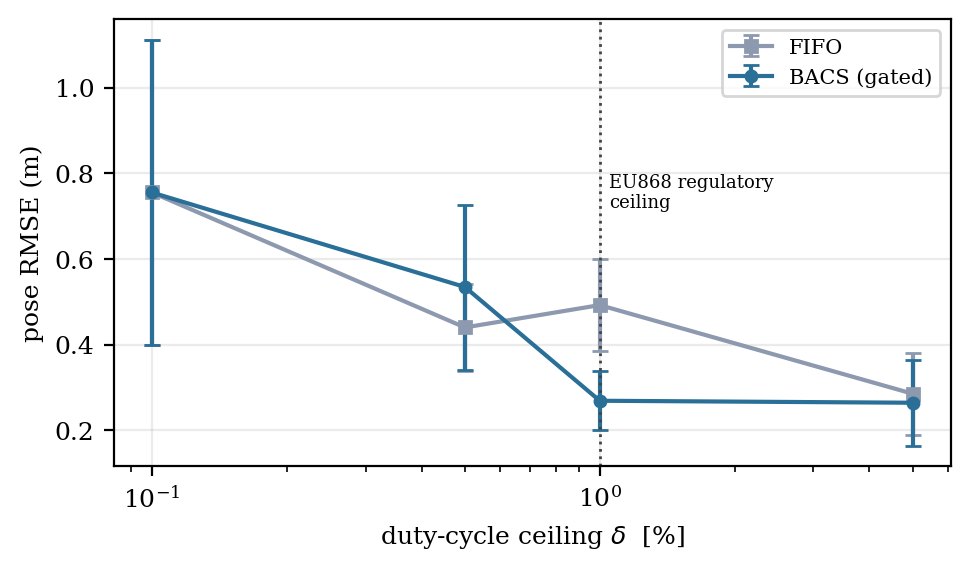 FIFO
BACS (gated)
EU868 regulatory
ceiling
pose RMSE (m)
1.0
0.8
0.6
0.4
0.2
10⁻¹
10⁰
duty-cycle ceiling δ [%]